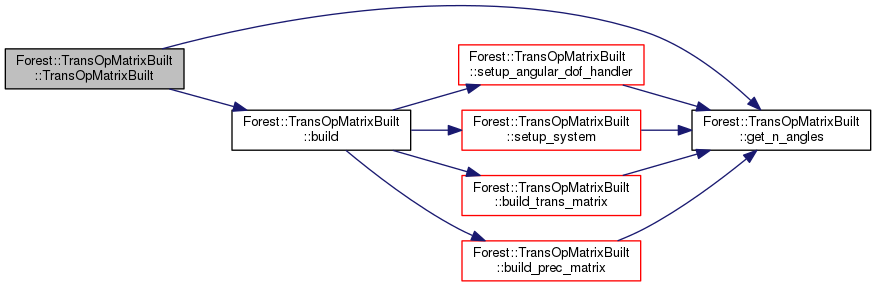 Forest::TransOpMatrixBuilt
::TransOpMatrixBuilt
Forest::TransOpMatrixBuilt
::build
Forest::TransOpMatrixBuilt
::setup_angular_dof_handler
Forest::TransOpMatrixBuilt
::setup_system
Forest::TransOpMatrixBuilt
::build_trans_matrix
Forest::TransOpMatrixBuilt
::build_prec_matrix
Forest::TransOpMatrixBuilt
::get_n_angles